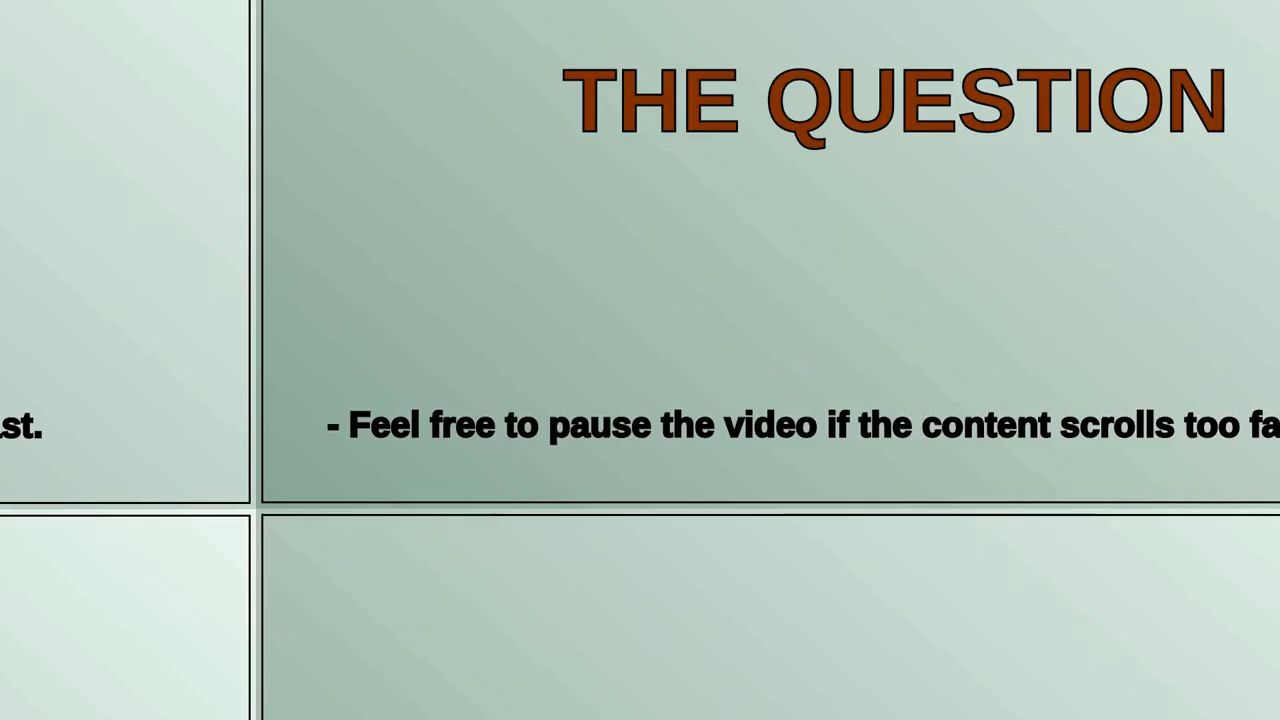 THE QUESTION
st.
- Feel free to pause the video if the content scrolls too fa